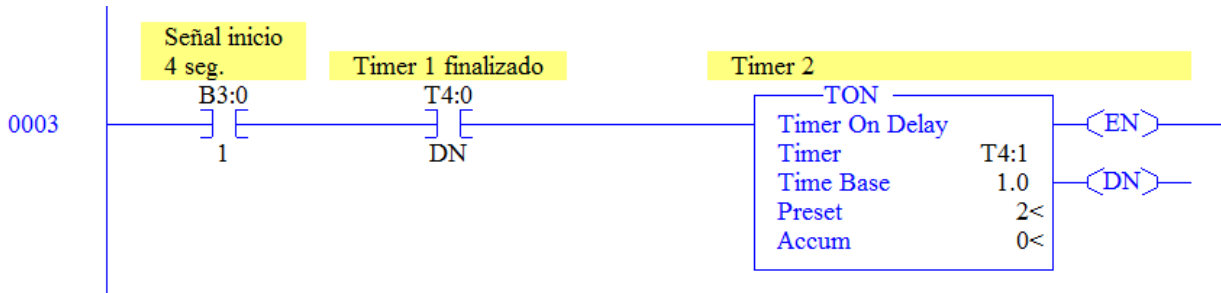 Señal inicio
4 seg.
Timer 1 finalizado
Timer 2
B3:0
T4:0
TON
0003
Timer On Delay
EN
1
DN
Timer T4:1
Time Base 1.0
DN
Preset 2<
Accum 0<